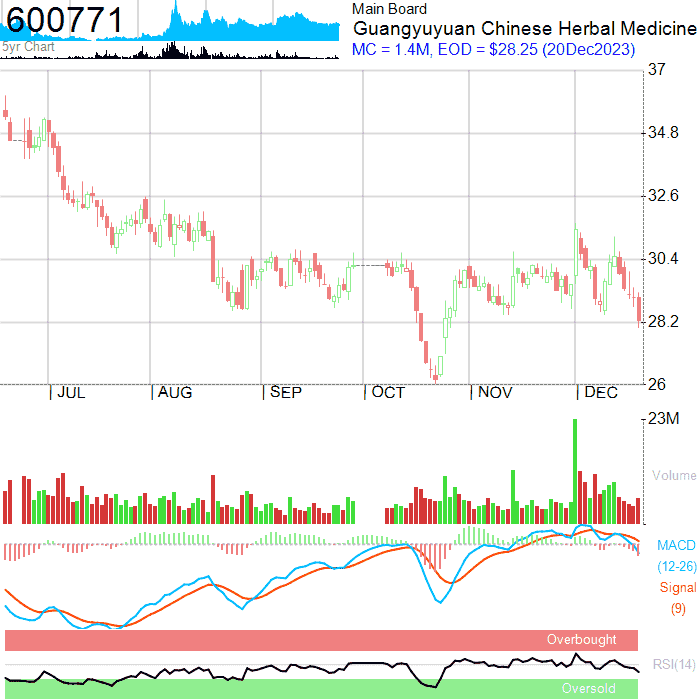 600771
5yr Chart
Main Board
Guangyuyuan Chinese Herbal Medicine
MC = 1.4M, EOD = $28.25 (20Dec2023)
37
34.8
32.6
30.4
28.2
26
JUL AUG SEP OCT NOV DEC
23M
Volume
MACD
(12-26)
Signal
(9)
Overbought
RSI(14)
Oversold